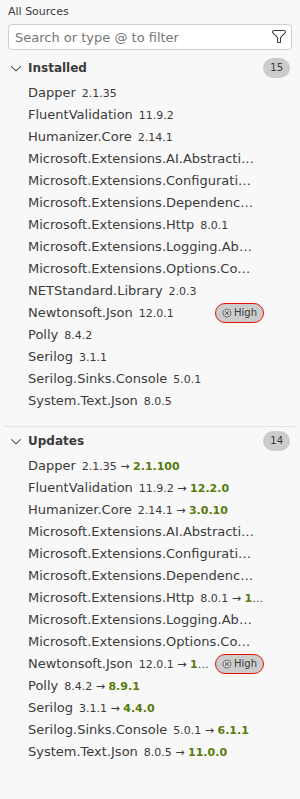 All Sources
Search or type @ to filter
Installed 15
Dapper 2.1.35
FluentValidation 11.9.2
Humanizer.Core 2.14.1
Microsoft.Extensions.AI.Abstracti...
Microsoft.Extensions.Configurati...
Microsoft.Extensions.Dependenc...
Microsoft.Extensions.Http 8.0.1
Microsoft.Extensions.Logging.Ab...
Microsoft.Extensions.Options.Co...
NETStandard.Library 2.0.3
Newtonsoft.Json 12.0.1 High
Polly 8.4.2
Serilog 3.1.1
Serilog.Sinks.Console 5.0.1
System.Text.Json 8.0.5
Updates 14
Dapper 2.1.35 → 2.1.100
FluentValidation 11.9.2 → 12.2.0
Humanizer.Core 2.14.1 → 3.0.10
Microsoft.Extensions.AI.Abstracti...
Microsoft.Extensions.Configurati...
Microsoft.Extensions.Dependenc...
Microsoft.Extensions.Http 8.0.1 → 1...
Microsoft.Extensions.Logging.Ab...
Microsoft.Extensions.Options.Co...
Newtonsoft.Json 12.0.1 → 1... High
Polly 8.4.2 → 8.9.1
Serilog 3.1.1 → 4.4.0
Serilog.Sinks.Console 5.0.1 → 6.1.1
System.Text.Json 8.0.5 → 11.0.0